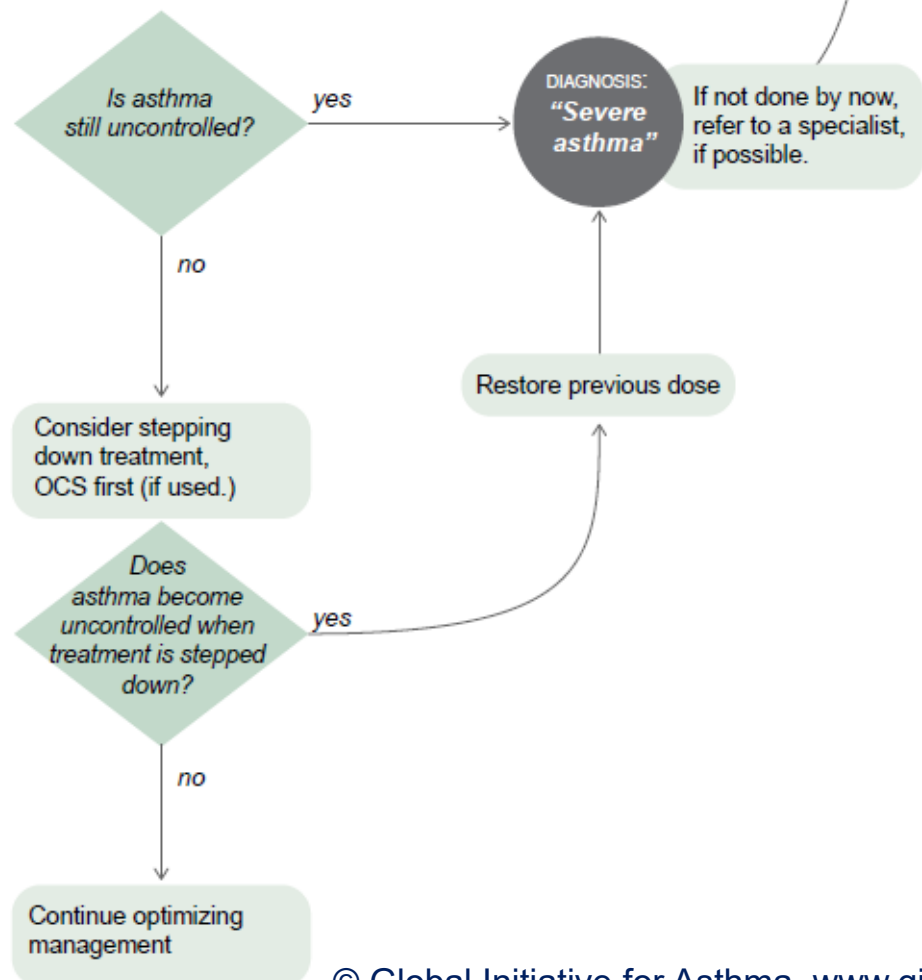 Is asthma
still uncontrolled?
yes
DIAGNOSIS:
“Severe
asthma”
If not done by now,
refer to a specialist,
if possible.
no
Restore previous dose
Consider stepping
down treatment,
OCS first (if used.)
Does
asthma become
uncontrolled when
treatment is stepped
down?
yes
no
Continue optimizing
management
© Global Initiative for Asthma, www.gi